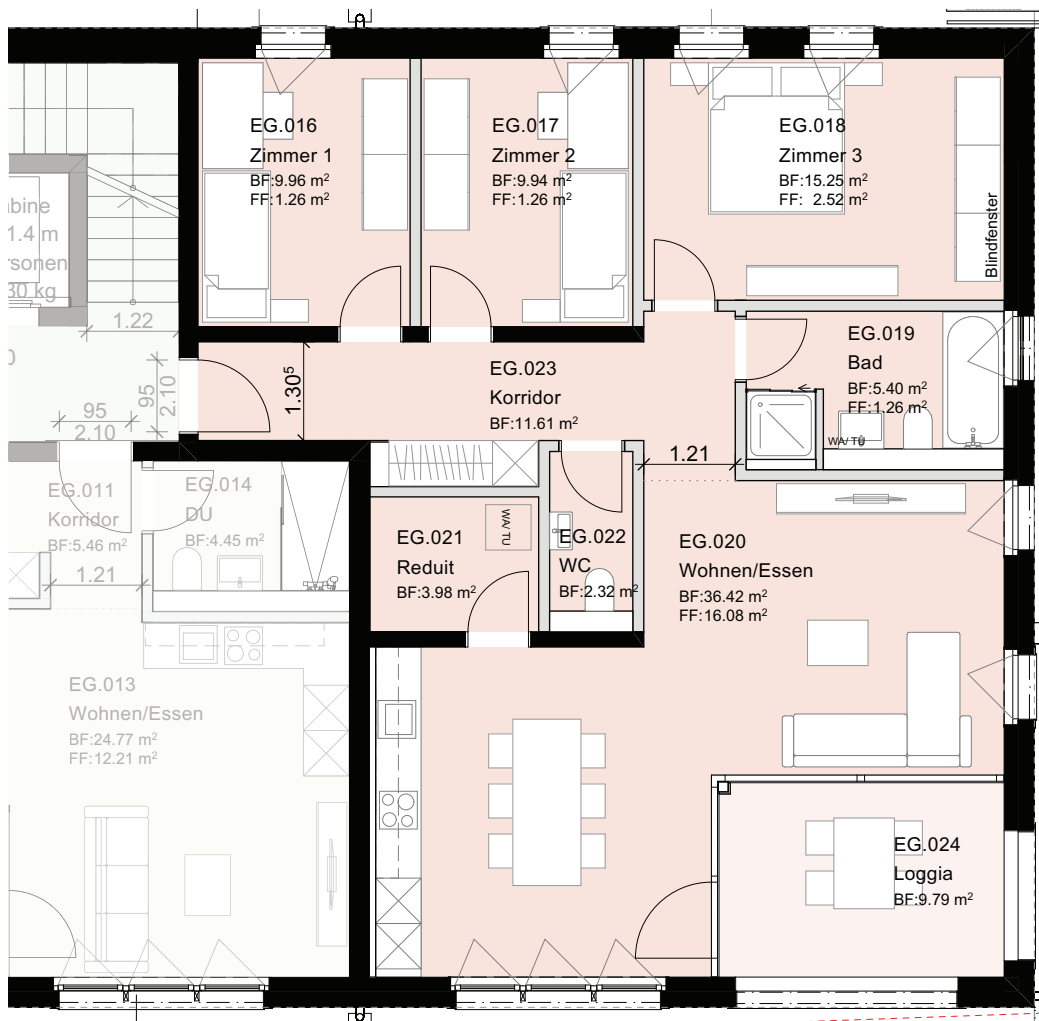 EG.016
Zimmer 1
BF:9.96 m²
FF:1.26 m²
EG.017
Zimmer 2
BF:9.94 m²
FF:1.26 m²
EG.018
Zimmer 3
BF:15.25 m²
FF: 2.52 m²
Blindfenster
1.4 m
1.22
95
2.10
95
2.10
1.30⁵
EG.023
Korridor
BF:11.61 m²
EG.019
Bad
BF:5.40 m²
FF:1.26 m²
WA/ TU
1.21
EG.011
Korridor
BF:5.46 m²
1.21
EG.014
DU
BF:4.45 m²
EG.021
Reduit
BF:3.98 m²
WA/ TU
EG.022
WC
BF:2.32 m²
EG.020
Wohnen/Essen
BF:36.42 m²
FF:16.08 m²
EG.013
Wohnen/Essen
BF:24.77 m²
FF:12.21 m²
EG.024
Loggia
BF:9.79 m²